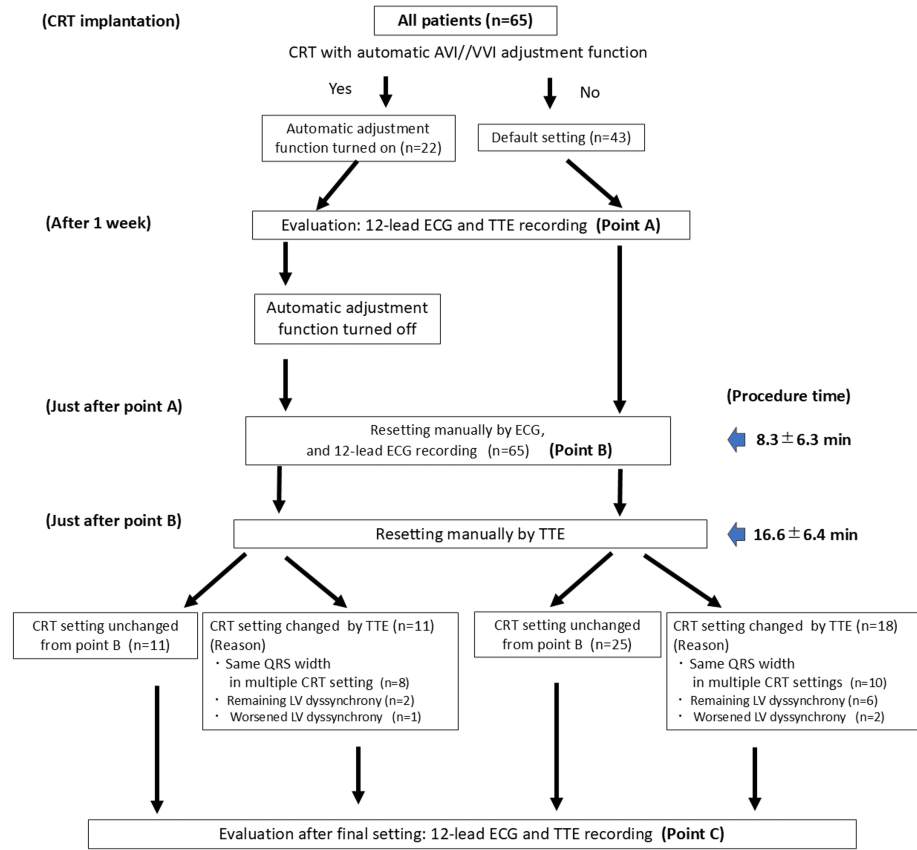 (CRT implantation)
All patients (n=65)
CRT with automatic AVI//VVI adjustment function
Yes
No
Automatic adjustment
function turned on (n=22)
Default setting (n=43)
(After 1 week)
Evaluation: 12-lead ECG and TTE recording (Point A)
Automatic adjustment
function turned off
(Just after point A)
(Procedure time)
Resetting manually by ECG,
and 12-lead ECG recording (n=65) (Point B)
8.3±6.3 min
(Just after point B)
Resetting manually by TTE
16.6±6.4 min
CRT setting unchanged
from point B (n=11)
CRT setting changed by TTE (n=11)
(Reason)
・ Same QRS width
in multiple CRT setting (n=8)
・ Remaining LV dyssynchrony (n=2)
・ Worsened LV dyssynchrony (n=1)
CRT setting unchanged
from point B (n=25)
CRT setting changed by TTE (n=18)
(Reason)
・ Same QRS width
in multiple CRT settings (n=10)
・ Remaining LV dyssynchrony (n=6)
・ Worsened LV dyssynchrony (n=2)
Evaluation after final setting: 12-lead ECG and TTE recording (Point C)